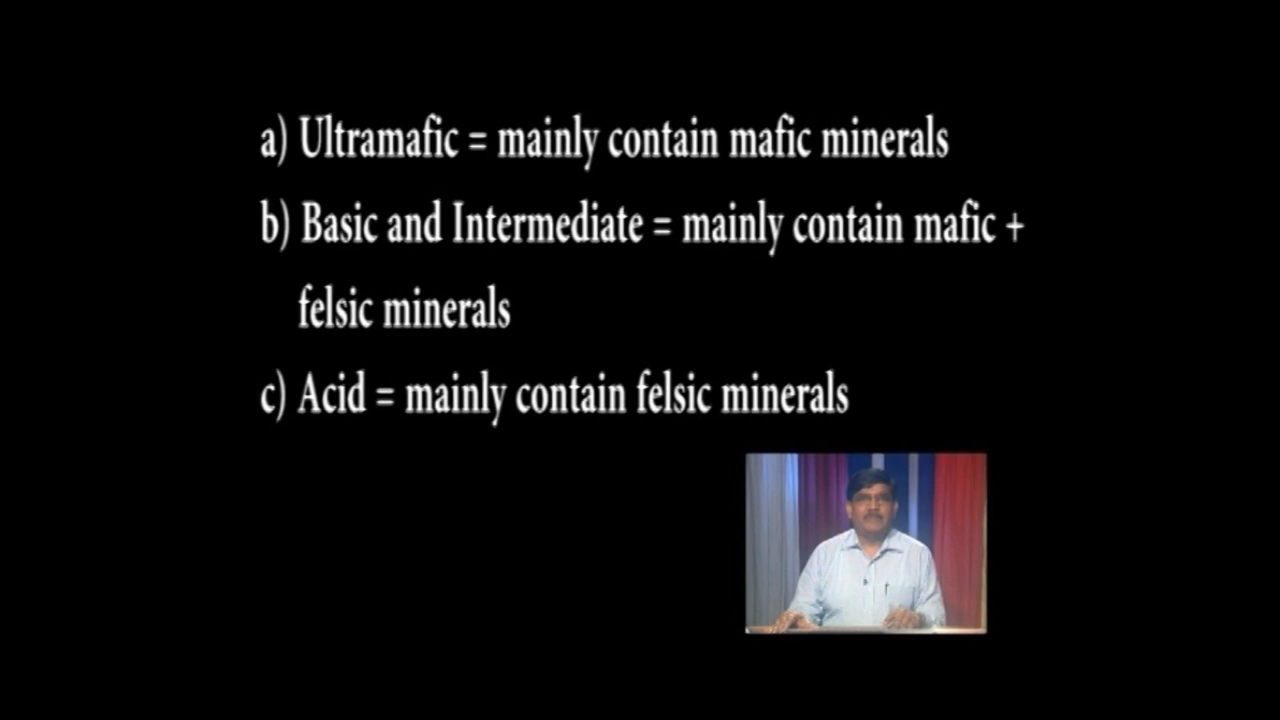 a) Ultramafic = mainly contain mafic minerals
b) Basic and Intermediate = mainly contain mafic +
felsic minerals
c) Acid = mainly contain felsic minerals